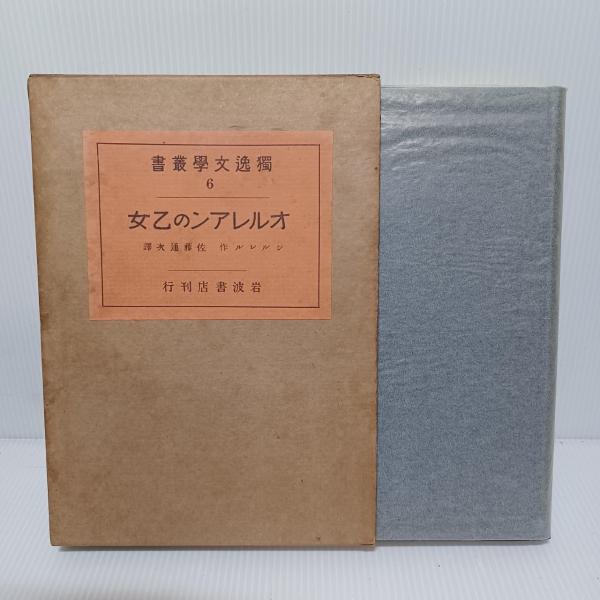 獨逸文學叢書
6
オルレアンの乙女
シルレル作 佐藤通次譯
岩波書店刊行